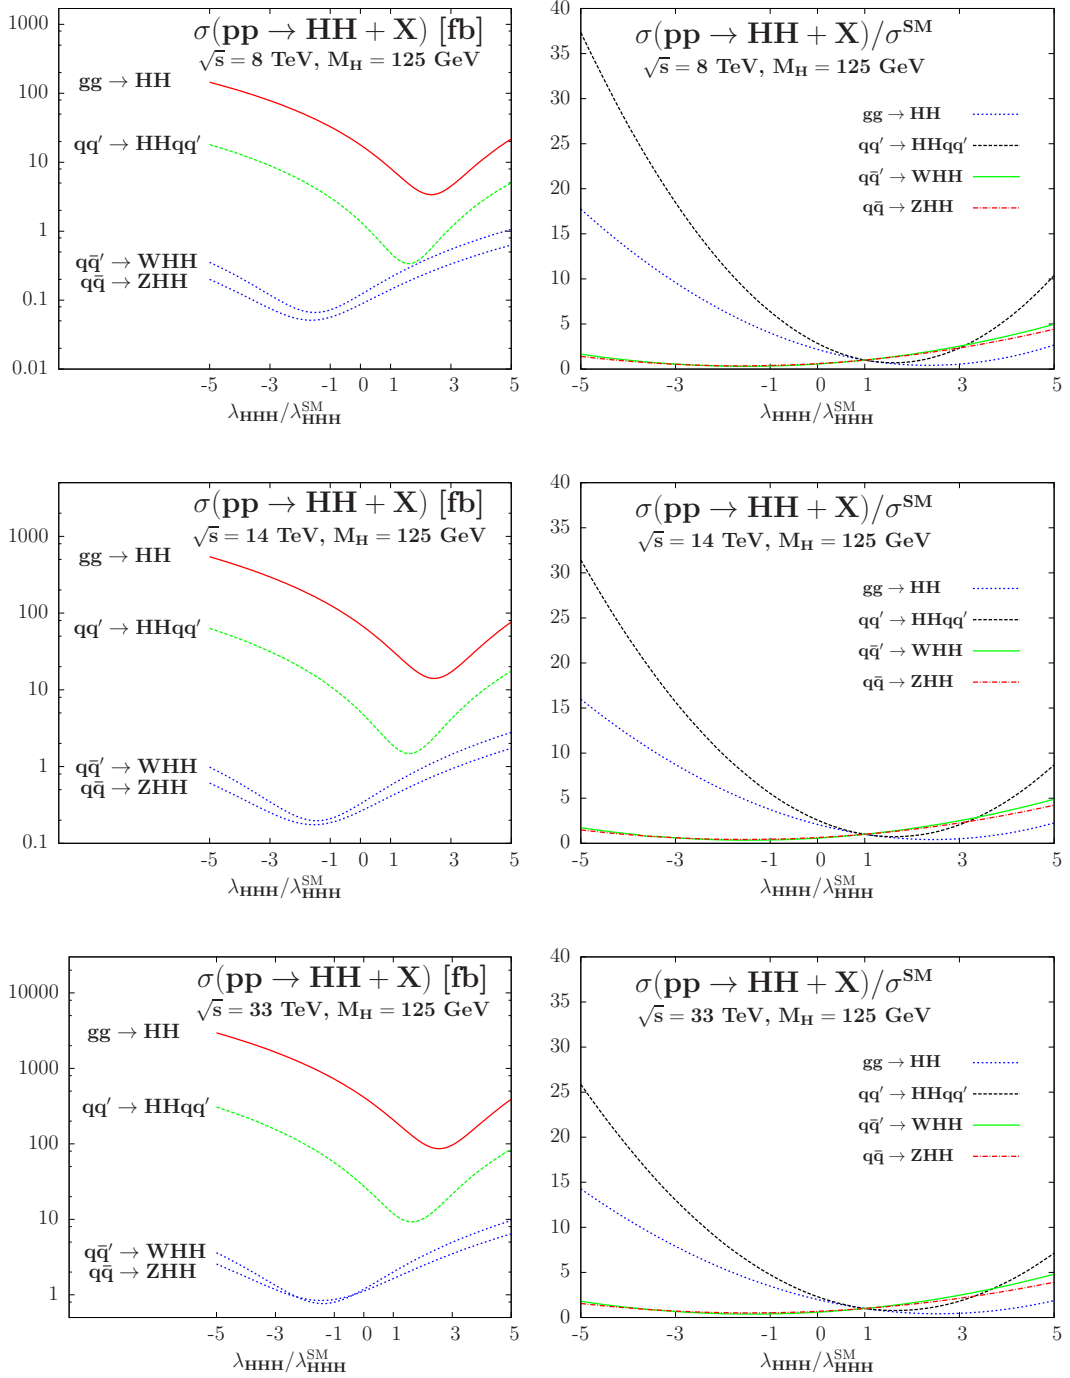 σ(pp → HH + X) [fb]
√s = 8 TeV, M_H = 125 GeV
1000
100
10
1
0.1
0.01
gg → HH
qq′ → HHqq′
qq̄′ → WHH
qq̄ → ZHH
-5 -3 -1 0 1 3 5
λ_HHH/λ_HHH^SM
σ(pp → HH + X)/σ^SM
√s = 8 TeV, M_H = 125 GeV
40
35
30
25
20
15
10
5
0
gg → HH
qq′ → HHqq′
qq̄′ → WHH
qq̄ → ZHH
-5 -3 -1 0 1 3 5
λ_HHH/λ_HHH^SM
σ(pp → HH + X) [fb]
√s = 14 TeV, M_H = 125 GeV
1000
100
10
1
0.1
gg → HH
qq′ → HHqq′
qq̄′ → WHH
qq̄ → ZHH
-5 -3 -1 0 1 3 5
λ_HHH/λ_HHH^SM
σ(pp → HH + X)/σ^SM
√s = 14 TeV, M_H = 125 GeV
40
35
30
25
20
15
10
5
0
gg → HH
qq′ → HHqq′
qq̄′ → WHH
qq̄ → ZHH
-5 -3 -1 0 1 3 5
λ_HHH/λ_HHH^SM
σ(pp → HH + X) [fb]
√s = 33 TeV, M_H = 125 GeV
10000
1000
100
10
1
gg → HH
qq′ → HHqq′
qq̄′ → WHH
qq̄ → ZHH
-5 -3 -1 0 1 3 5
λ_HHH/λ_HHH^SM
σ(pp → HH + X)/σ^SM
√s = 33 TeV, M_H = 125 GeV
40
35
30
25
20
15
10
5
0
gg → HH
qq′ → HHqq′
qq̄′ → WHH
qq̄ → ZHH
-5 -3 -1 0 1 3 5
λ_HHH/λ_HHH^SM